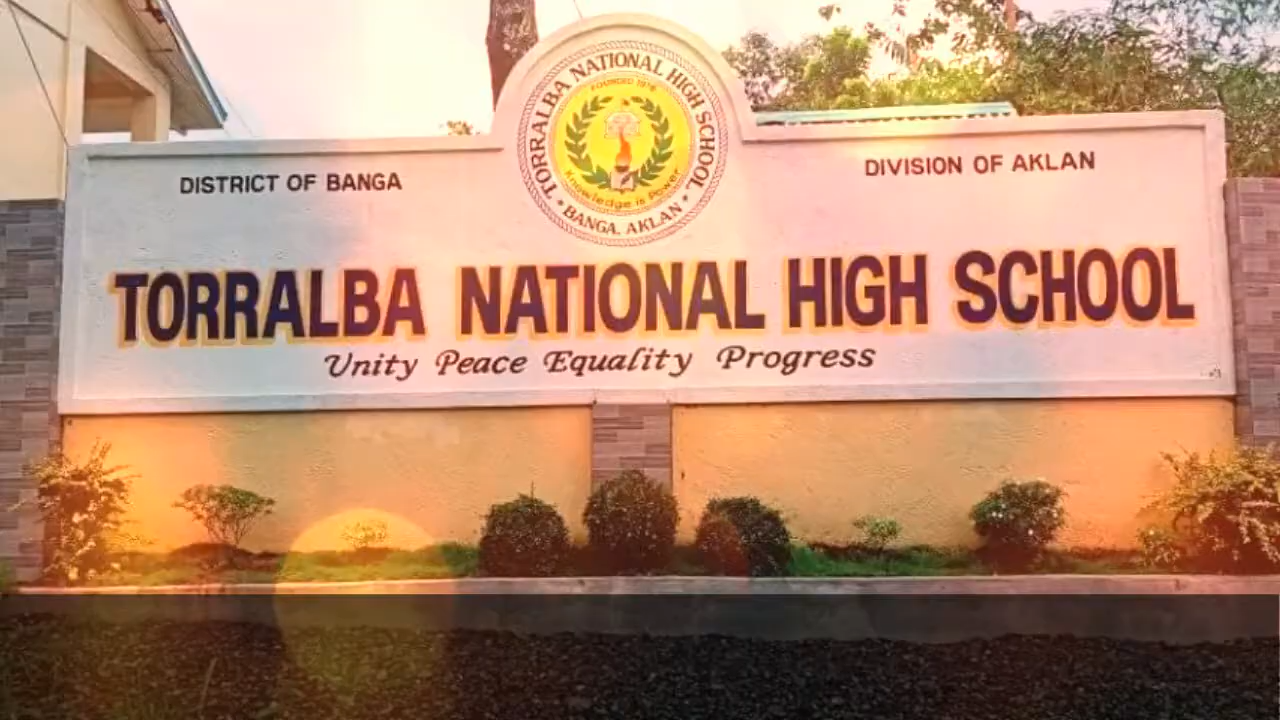 TORRALBA NATIONAL HIGH SCHOOL
FOUNDED 1970
Knowledge is Power
• BANGA, AKLAN •
DISTRICT OF BANGA
DIVISION OF AKLAN
TORRALBA NATIONAL HIGH SCHOOL
Unity Peace Equality Progress